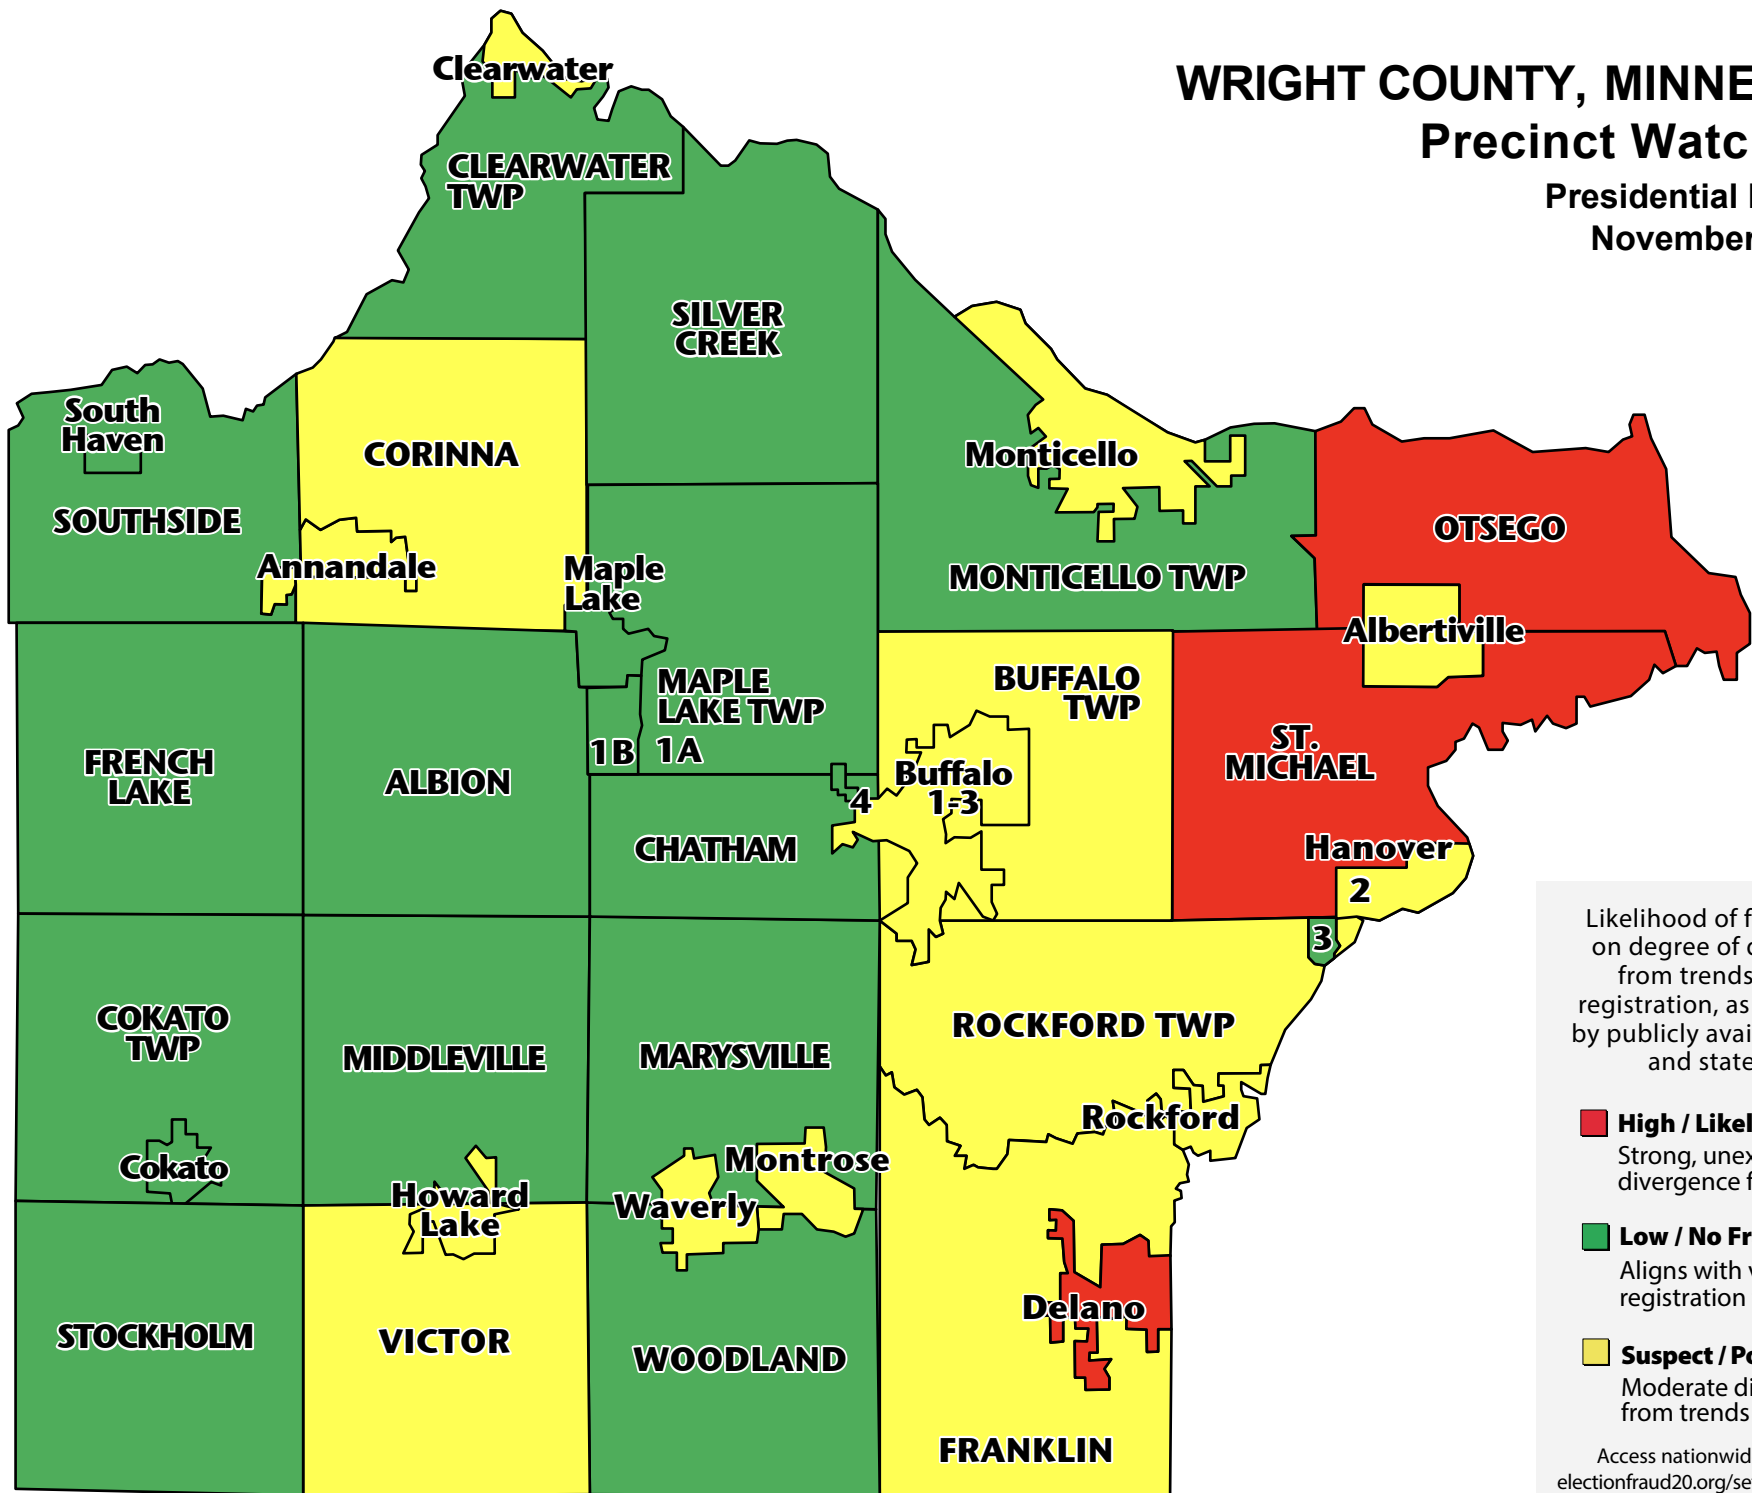 WRIGHT COUNTY, MINNE
Precinct Watc
Presidential
November
Clearwater
CLEARWATER
TWP
SILVER
CREEK
South
Haven
CORINNA
Monticello
SOUTHSIDE
OTSEGO
Annandale
Maple
Lake
MONTICELLO TWP
Albertiville
MAPLE
LAKE TWP
1B
1A
BUFFALO
TWP
FRENCH
LAKE
ALBION
Buffalo
1-3
4
ST.
MICHAEL
CHATHAM
Hanover
2
3
COKATO
TWP
MIDDLEVILLE
MARYSVILLE
ROCKFORD TWP
Rockford
Cokato
Howard
Lake
Waverly
Montrose
Delano
STOCKHOLM
VICTOR
WOODLAND
FRANKLIN
Likelihood of f
on degree of
from trends
registration, as
by publicly avai
and state
High / Likel
Strong, unex
divergence f
Low / No Fr
Aligns with v
registration
Suspect / Po
Moderate di
from trends
Access nationwid
electionfraud20.org/se